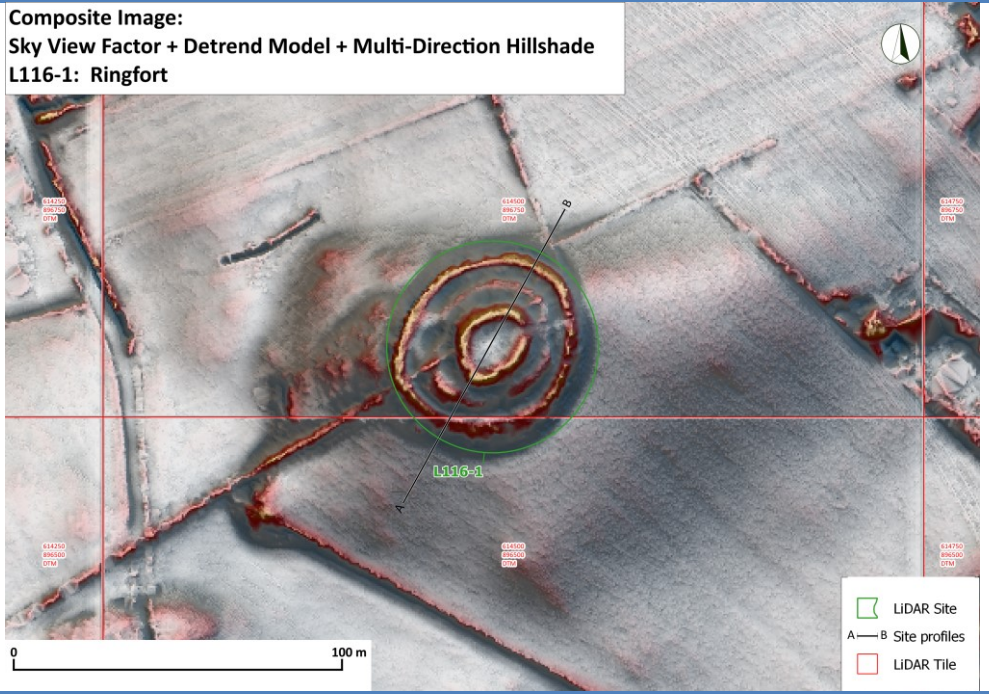 Composite Image:
Sky View Factor + Detrend Model + Multi-Direction Hillshade
L116-1: Ringfort
614250
896750
DTM
614500
896750
DTM
614750
896750
DTM
B
L116-1
A
614250
896500
DTM
614500
896500
DTM
614750
896500
DTM
LiDAR Site
A B Site profiles
LiDAR Tile
0 100 m